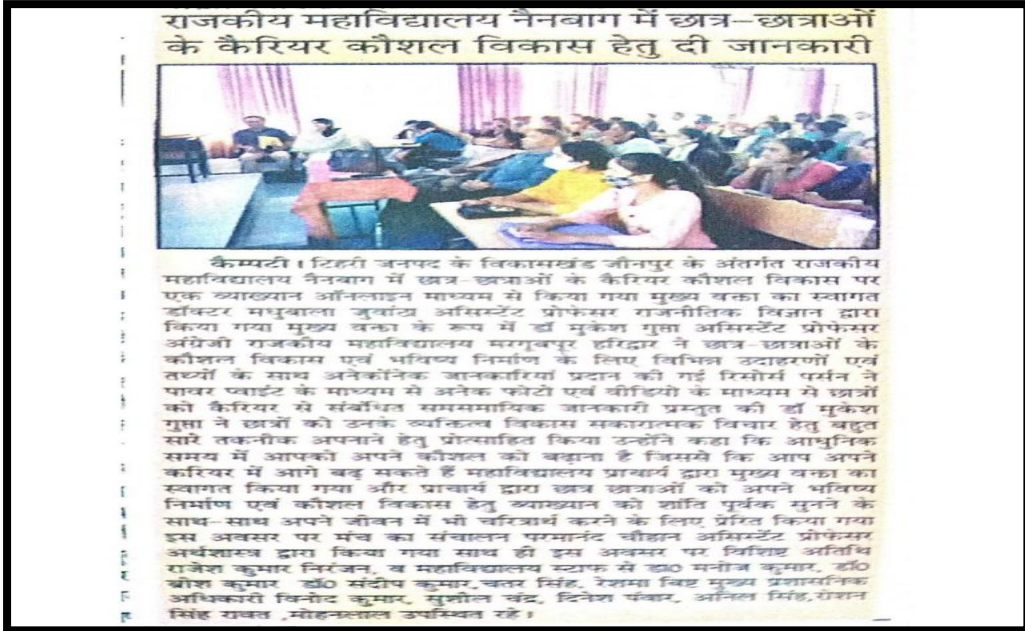 राजकीय महाविद्यालय नैनबाग में छात्र-छात्राओं
के कैरियर कौशल विकास हेतु दी जानकारी
कैम्पटी। टिहरी जनपद के विकासखंड जौनपुर के अंतर्गत राजकीय
महाविद्यालय नैनबाग में छात्र-छात्राओं के कैरियर कौशल विकास पर
एक व्याख्यान ऑनलाइन माध्यम से किया गया मुख्य वक्ता का स्वागत
डॉक्टर मधुबाला जुवांठा असिस्टेंट प्रोफेसर राजनीतिक विज्ञान द्वारा
किया गया मुख्य वक्ता के रूप में डॉ मुकेश गुप्ता असिस्टेंट प्रोफेसर
अंग्रेजी राजकीय महाविद्यालय मरगूबपुर हरिद्वार ने छात्र-छात्राओं के
कौशल विकास एवं भविष्य निर्माण के लिए विभिन्न उदाहरणों एवं
तथ्यों के साथ अनेकोनेक जानकारियां प्रदान की गई रिसोर्स पर्सन ने
पावर प्वाईंट के माध्यम से अनेक फोटो एवं वीडियो के माध्यम से छात्रों
को कैरियर से संबंधित समसमायिक जानकारी प्रस्तुत की डॉ मुकेश
गुप्ता ने छात्रों को उनके व्यक्तित्व विकास सकारात्मक विचार हेतु बहुत
सारे तकनीक अपनाने हेतु प्रोत्साहित किया उन्होंने कहा कि आधुनिक
समय में आपको अपने कौशल को बढ़ाना है जिससे कि आप अपने
करियर में आगे बढ़ सकते हैं महाविद्यालय प्राचार्य द्वारा मुख्य वक्ता का
स्वागत किया गया और प्राचार्य द्वारा छात्र छात्राओं को अपने भविष्य
निर्माण एवं कौशल विकास हेतु व्याख्यान को शांति पूर्वक सुनने के
साथ-साथ अपने जीवन में भी चरित्रार्थ करने के लिए प्रेरित किया गया
इस अवसर पर मंच का संचालन परमानंद चौहान असिस्टेंट प्रोफेसर
अर्थशास्त्र द्वारा किया गया साथ ही इस अवसर पर विशिष्ट अतिथि
राजेश कुमार निरंजन, व महाविद्यालय स्टाफ से डा0 मनोज कुमार, डॉ0
ब्रीश कुमार डॉ0 संदीप कुमार,चतर सिंह, रेशमा बिष्ट मुख्य प्रशासनिक
अधिकारी विनोद कुमार, सुशील चंद्र, दिनेश पंवार, अनिल सिंह,रोशन
सिंह रावत ,मोहनलाल उपस्थित रहे।